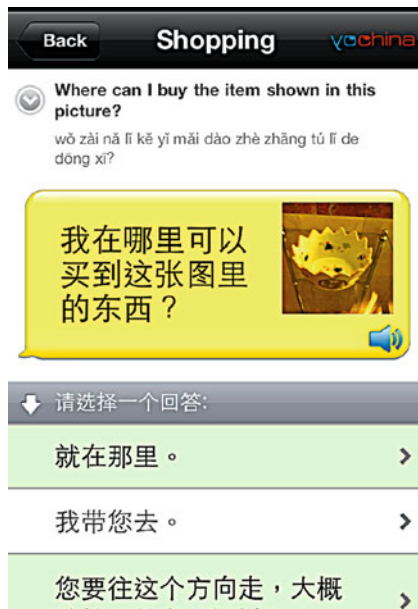 Back
Shopping
yochina
Where can I buy the item shown in this
picture?
wǒ zài nǎ lǐ kě yǐ mǎi dào zhè zhāng tú lǐ de
dōng xī?
我在哪里可以
买到这张图里
的东西？
请选择一个回答:
就在那里。
我带您去。
您要往这个方向走，大概